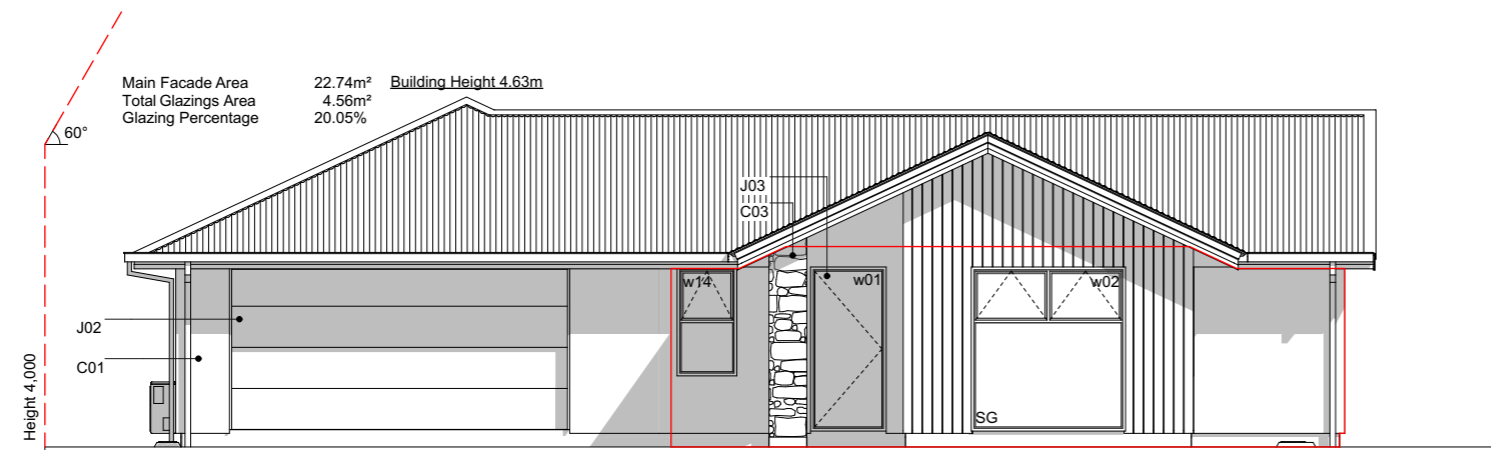 Main Facade Area 22.74m² Building Height 4.63m
Total Glazings Area 4.56m²
Glazing Percentage 20.05%
60°
J03
C03
w14
w01
w02
J02
C01
Height 4,000
SG